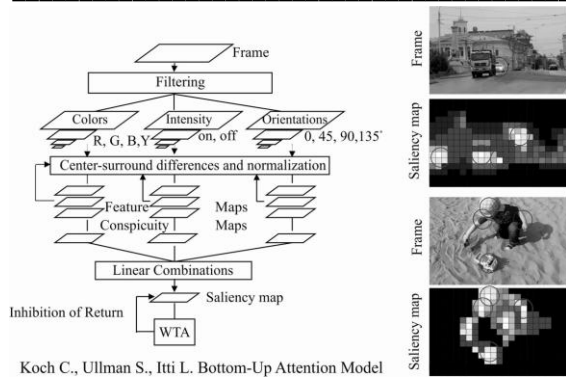 Frame
Filtering
Colors
Intensity
Orientations
R, G, B,Y
on, off
0, 45, 90,135°
Center-surround differences and normalization
Feature Maps
Conspicuity Maps
Linear Combinations
Saliency map
Inhibition of Return
WTA
Koch C., Ullman S., Itti L. Bottom-Up Attention Model
Frame
Saliency map
Frame
Saliency map